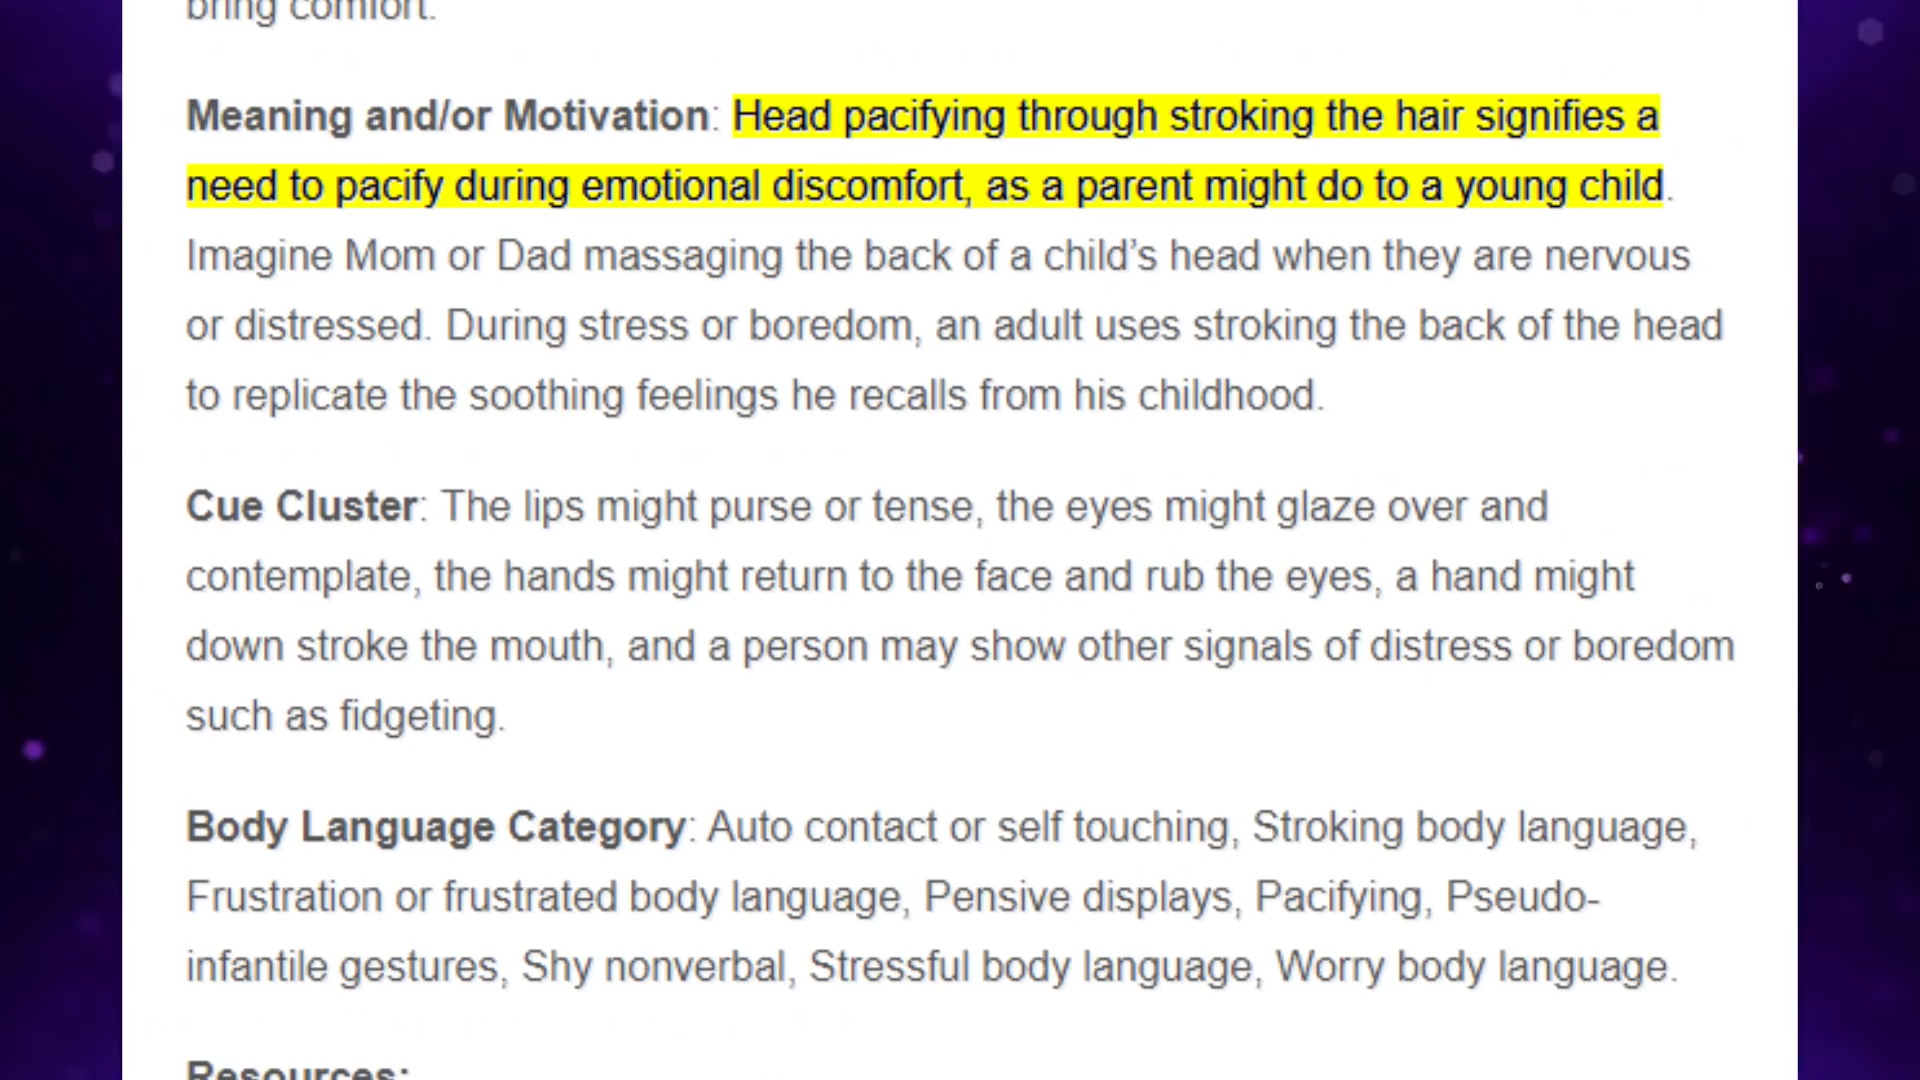 bring comfort.
Meaning and/or Motivation: Head pacifying through stroking the hair signifies a
need to pacify during emotional discomfort, as a parent might do to a young child.
Imagine Mom or Dad massaging the back of a child’s head when they are nervous
or distressed. During stress or boredom, an adult uses stroking the back of the head
to replicate the soothing feelings he recalls from his childhood.
Cue Cluster: The lips might purse or tense, the eyes might glaze over and
contemplate, the hands might return to the face and rub the eyes, a hand might
down stroke the mouth, and a person may show other signals of distress or boredom
such as fidgeting.
Body Language Category: Auto contact or self touching, Stroking body language,
Frustration or frustrated body language, Pensive displays, Pacifying, Pseudo-
infantile gestures, Shy nonverbal, Stressful body language, Worry body language.
Resources: